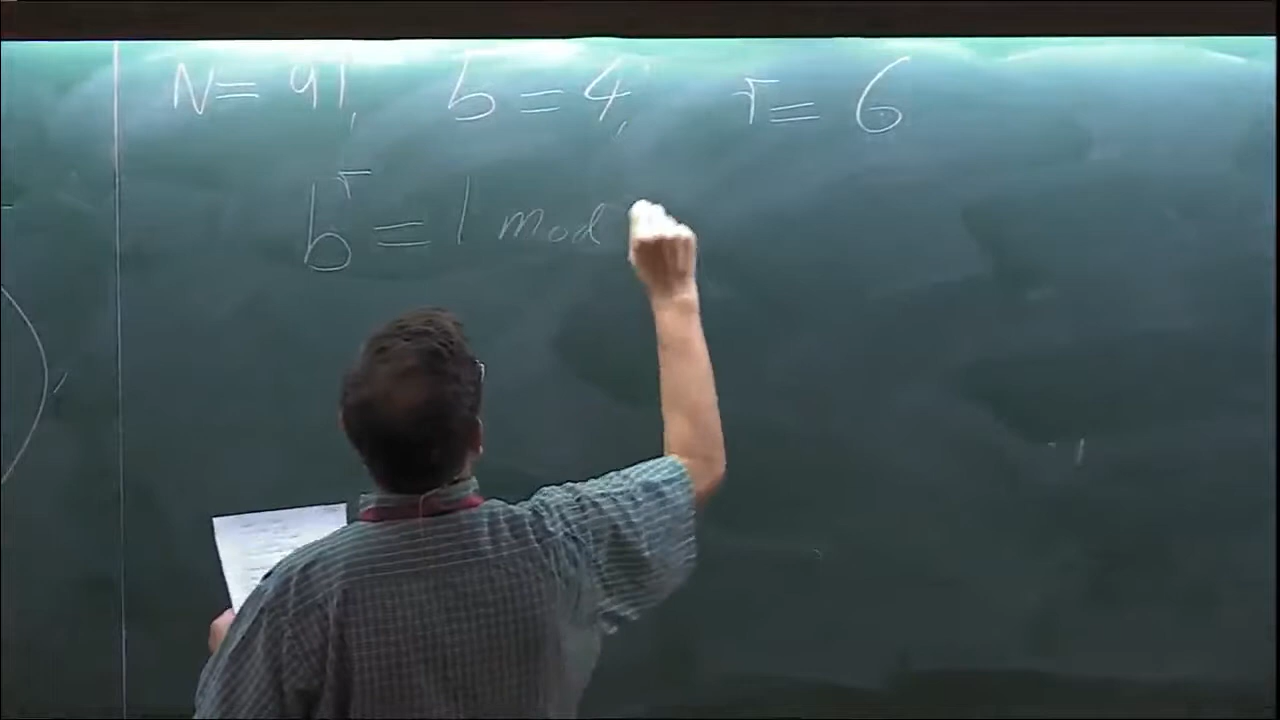 N = 91, b = 4, r = 6
b^r = 1 mod